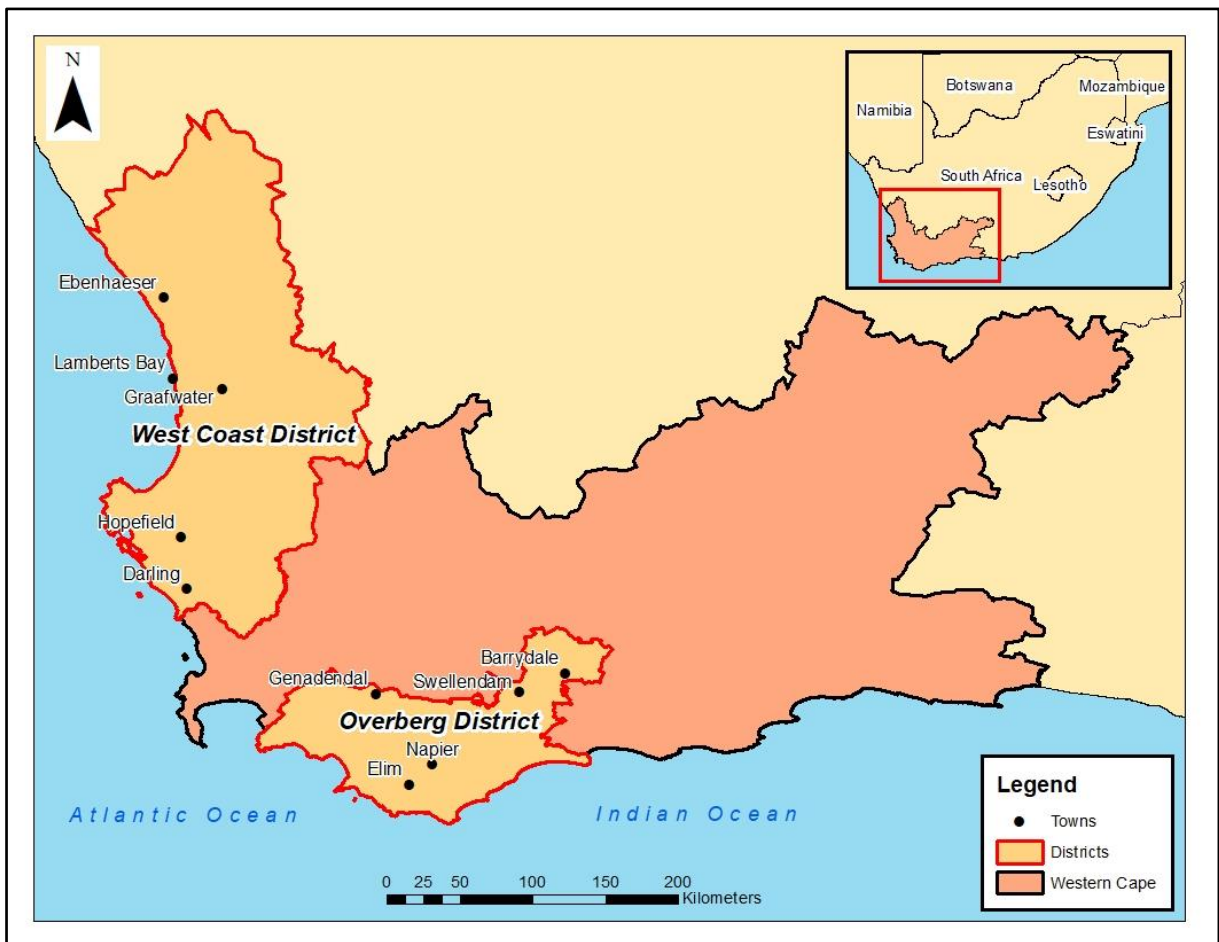 N
Namibia
Botswana
Mozambique
Eswatini
South Africa
Lesotho
Ebenhaeser
Lamberts Bay
Graafwater
West Coast District
Hopefield
Darling
Barrydale
Genadendal
Swellendam
Overberg District
Napier
Elim
Atlantic Ocean
Indian Ocean
Legend
Towns
Districts
Western Cape
0 25 50 100 150 200
Kilometers